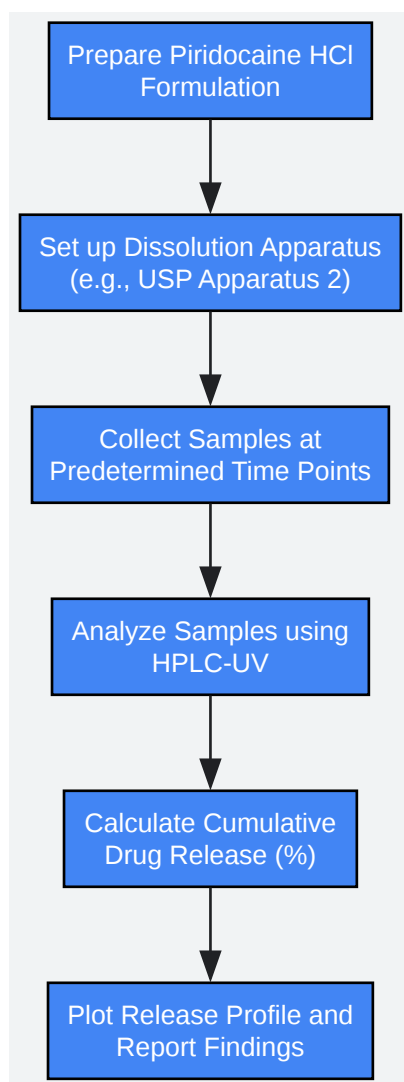 Prepare Piridocaine HCl
Formulation
Set up Dissolution Apparatus
(e.g., USP Apparatus 2)
Collect Samples at
Predetermined Time Points
Analyze Samples using
HPLC-UV
Calculate Cumulative
Drug Release (%)
Plot Release Profile and
Report Findings